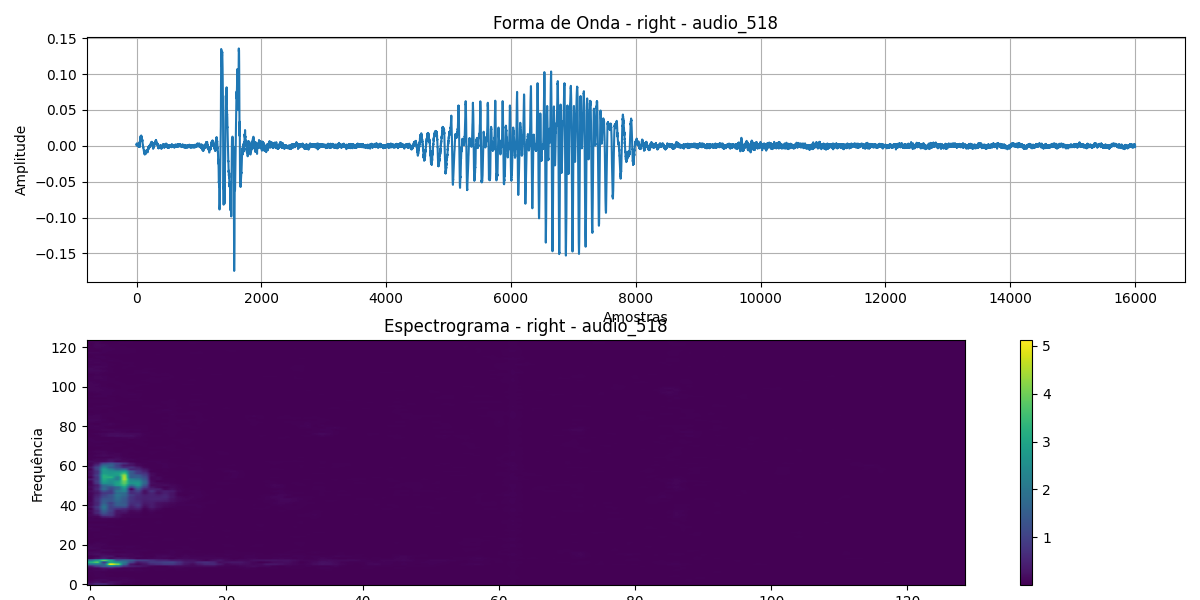 Forma de Onda - right - audio_518
0.15
0.10
0.05
0.00
−0.05
−0.10
−0.15
Amplitude
0 2000 4000 6000 8000 10000 12000 14000 16000
Amostras
Espectrograma - right - audio_518
120
100
80
60
40
20
0
Frequência
0 20 40 60 80 100 120
5
4
3
2
1